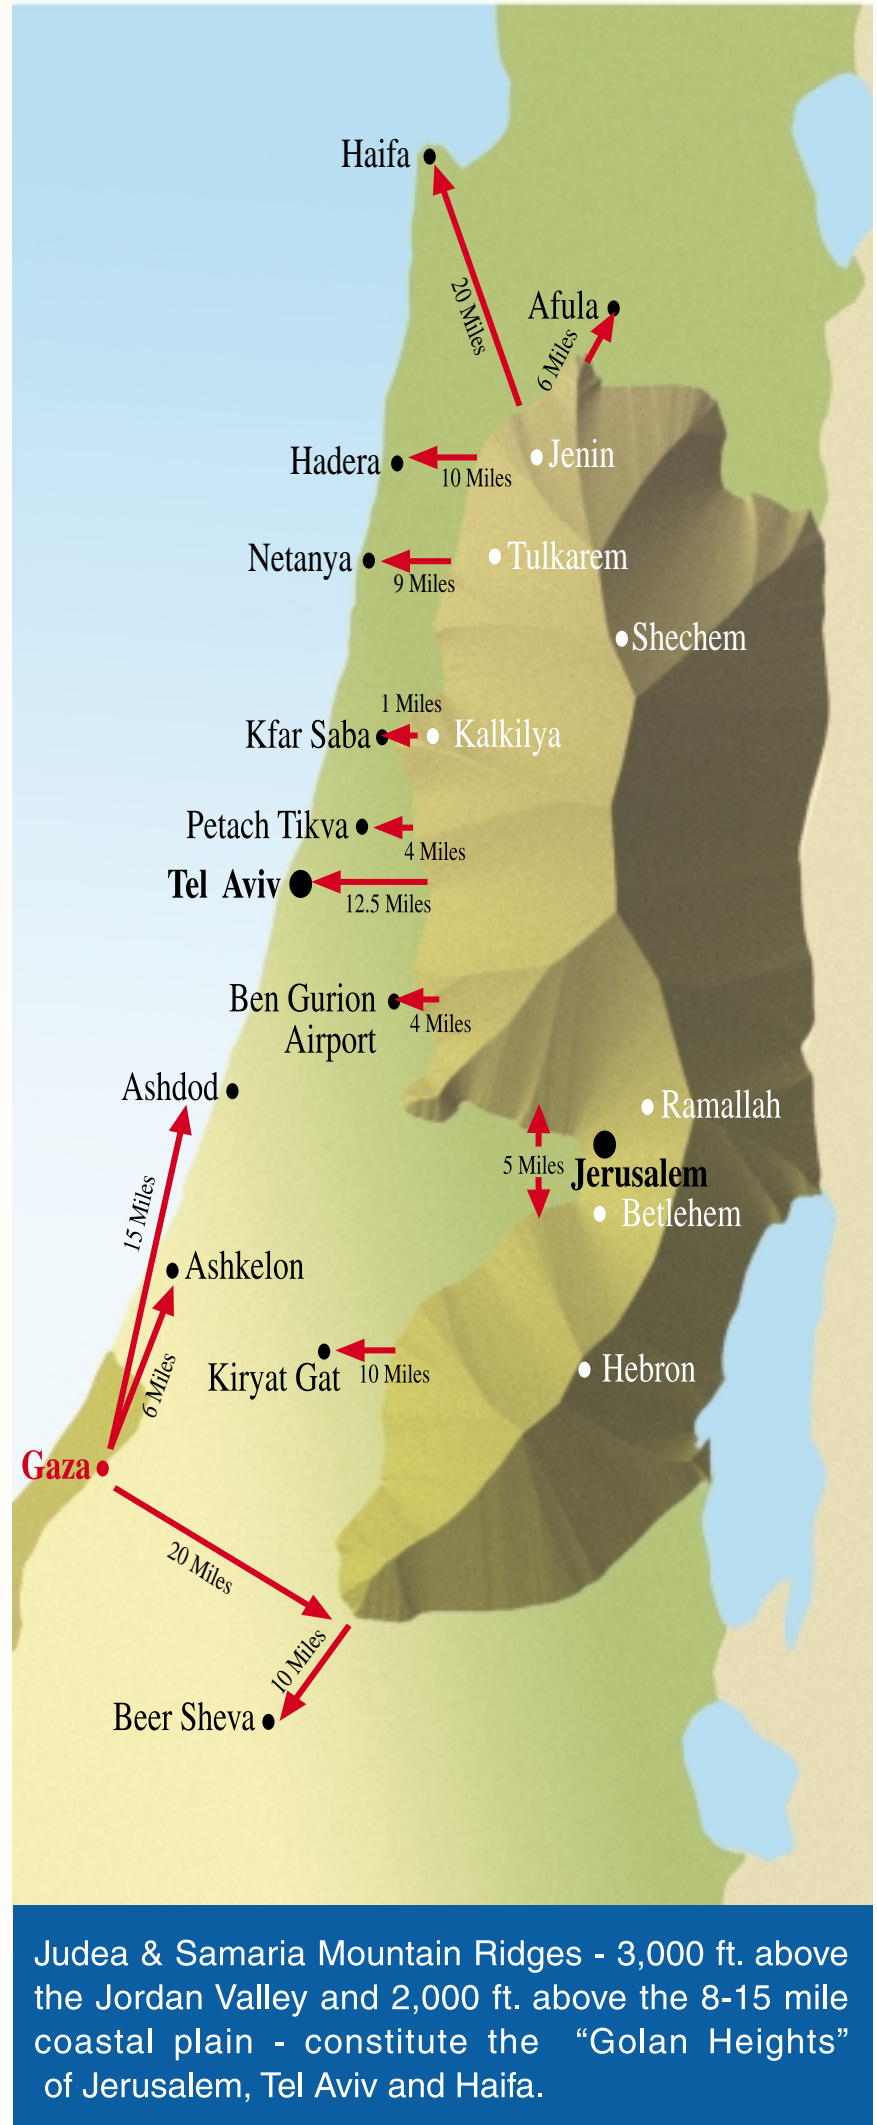 Haifa
20 Miles
Afula
6 Miles
Hadera
10 Miles
Jenin
Netanya
9 Miles
Tulkarem
Shechem
1 Miles
Kfar Saba
Kalkilya
Petach Tikva
4 Miles
Tel Aviv
12.5 Miles
Ben Gurion
Airport
4 Miles
Ashdod
Ramallah
5 Miles
Jerusalem
15 Miles
Betlehem
Ashkelon
6 Miles
Kiryat Gat
10 Miles
Hebron
Gaza
20 Miles
10 Miles
Beer Sheva
Judea & Samaria Mountain Ridges - 3,000 ft. above
the Jordan Valley and 2,000 ft. above the 8-15 mile
coastal plain - constitute the “Golan Heights”
of Jerusalem, Tel Aviv and Haifa.